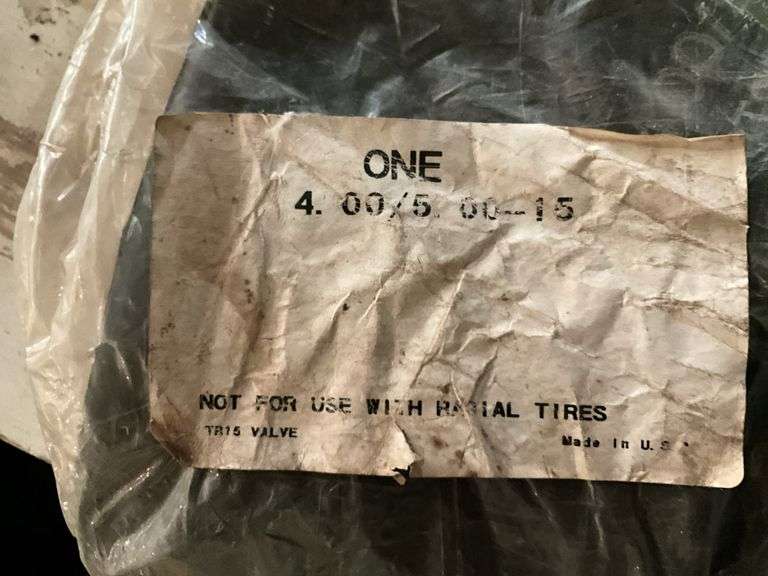 ONE
4.00/5.00-15
NOT FOR USE WITH RADIAL TIRES
TR15 VALVE
Made in U.S.